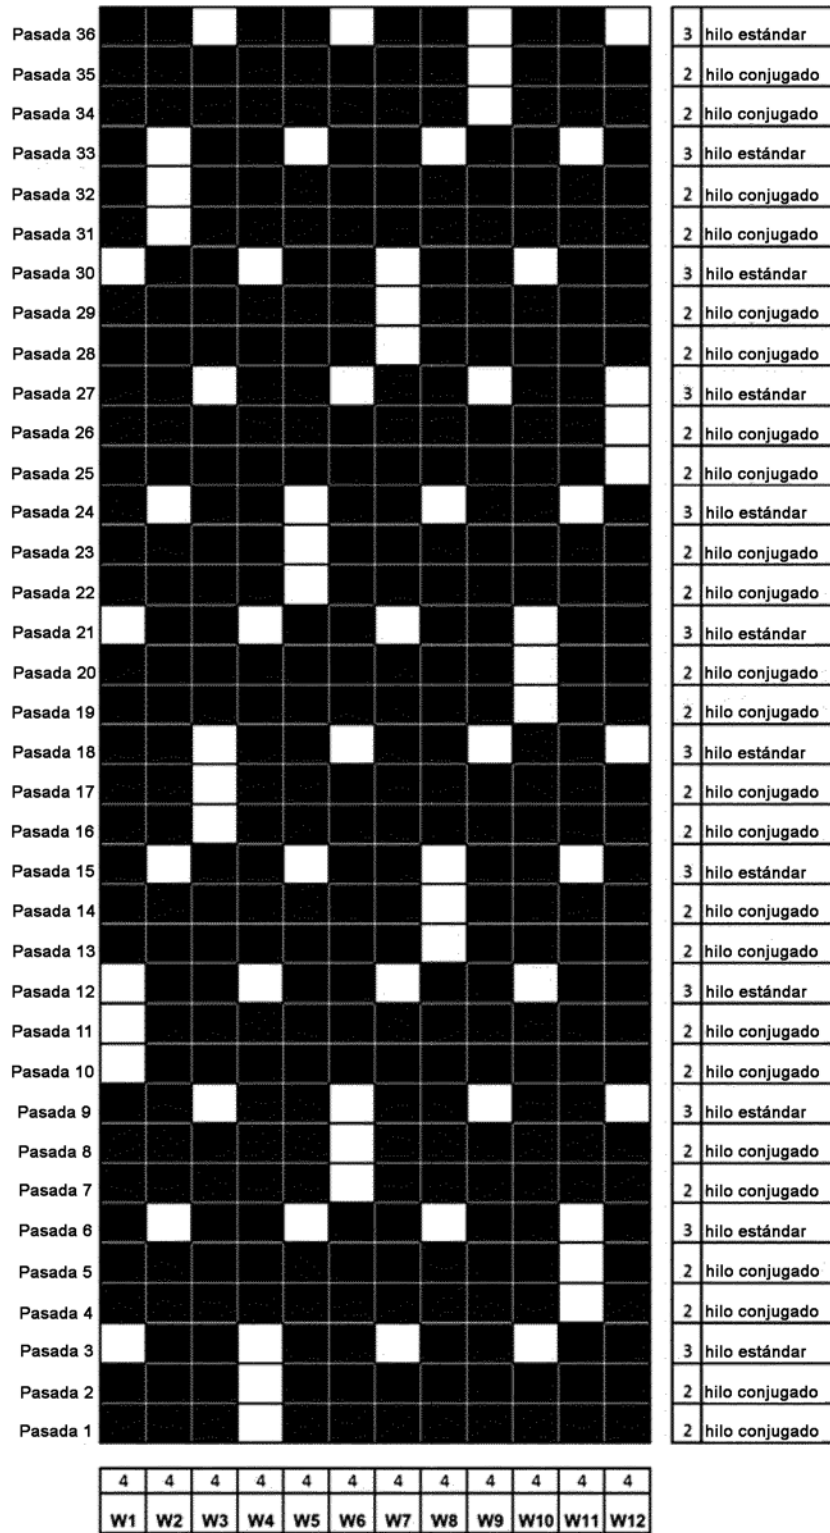 Pasada 36 3 hilo estándar
Pasada 35 2 hilo conjugado
Pasada 34 2 hilo conjugado
Pasada 33 3 hilo estándar
Pasada 32 2 hilo conjugado
Pasada 31 2 hilo conjugado
Pasada 30 3 hilo estándar
Pasada 29 2 hilo conjugado
Pasada 28 2 hilo conjugado
Pasada 27 3 hilo estándar
Pasada 26 2 hilo conjugado
Pasada 25 2 hilo conjugado
Pasada 24 3 hilo estándar
Pasada 23 2 hilo conjugado
Pasada 22 2 hilo conjugado
Pasada 21 3 hilo estándar
Pasada 20 2 hilo conjugado
Pasada 19 2 hilo conjugado
Pasada 18 3 hilo estándar
Pasada 17 2 hilo conjugado
Pasada 16 2 hilo conjugado
Pasada 15 3 hilo estándar
Pasada 14 2 hilo conjugado
Pasada 13 2 hilo conjugado
Pasada 12 3 hilo estándar
Pasada 11 2 hilo conjugado
Pasada 10 2 hilo conjugado
Pasada 9 3 hilo estándar
Pasada 8 2 hilo conjugado
Pasada 7 2 hilo conjugado
Pasada 6 3 hilo estándar
Pasada 5 2 hilo conjugado
Pasada 4 2 hilo conjugado
Pasada 3 3 hilo estándar
Pasada 2 2 hilo conjugado
Pasada 1 2 hilo conjugado
4 4 4 4 4 4 4 4 4 4 4 4
W1 W2 W3 W4 W5 W6 W7 W8 W9 W10 W11 W12